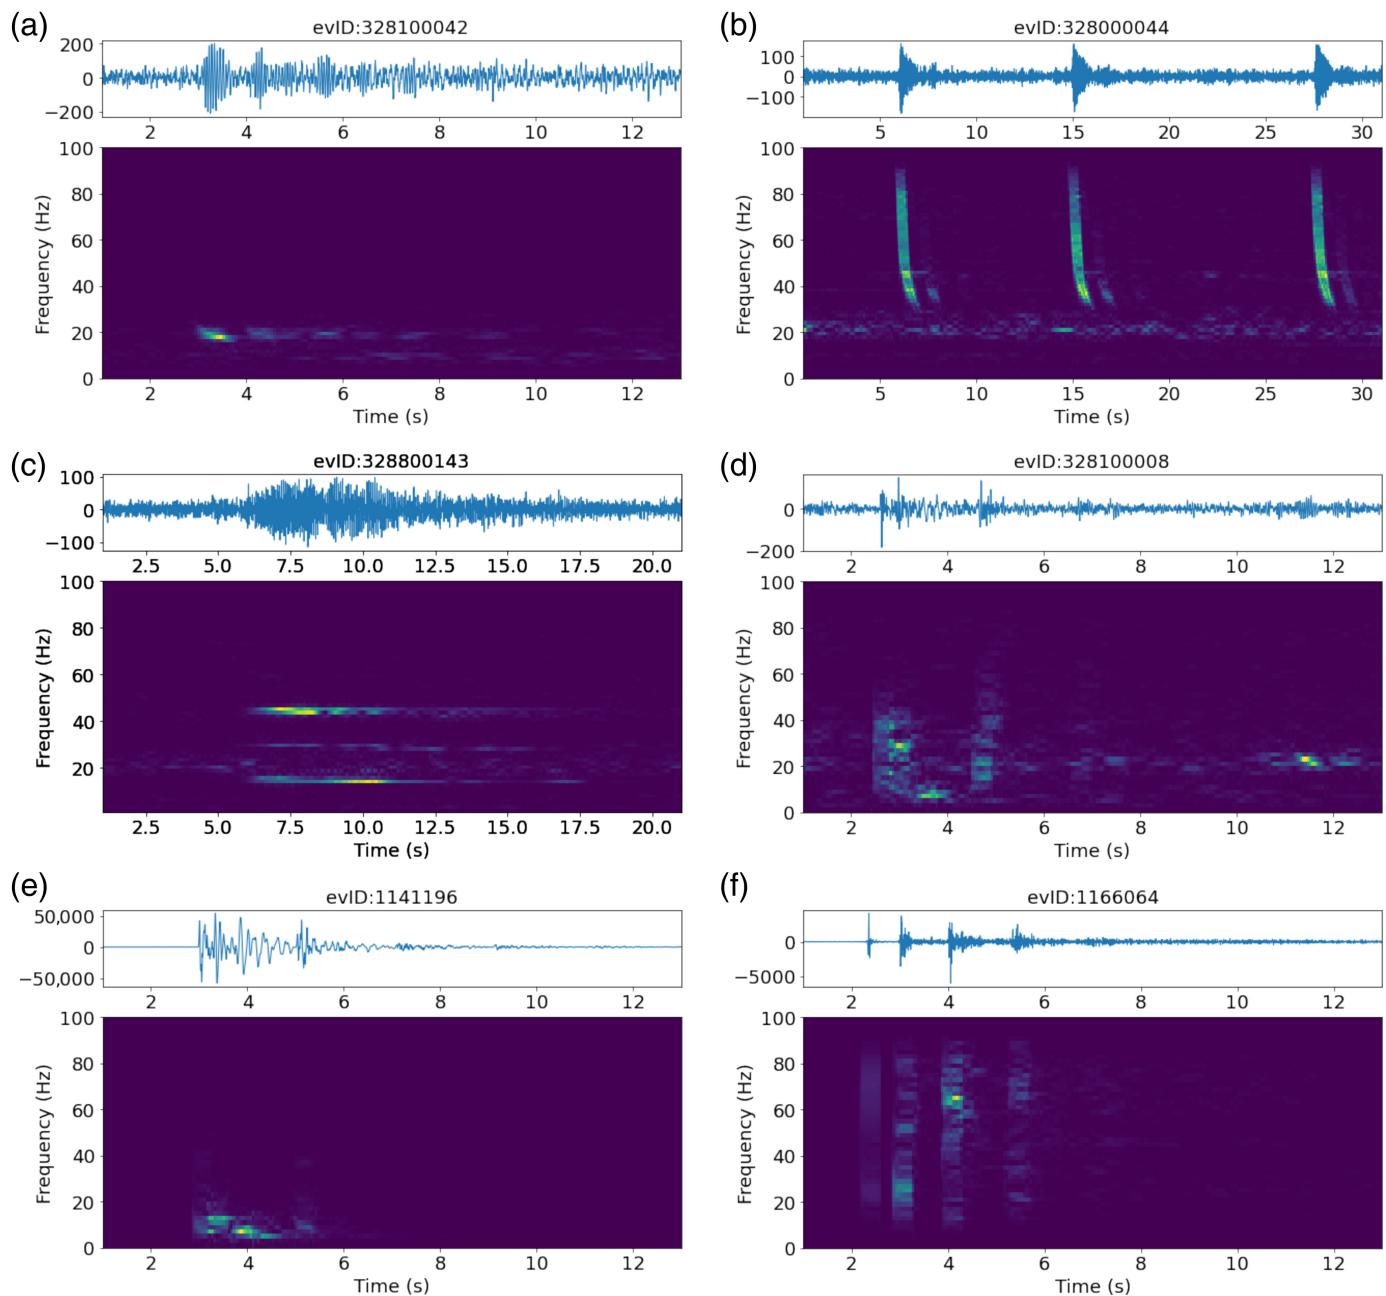 (a)
evID:328100042
200
0
−200
2 4 6 8 10 12
100
80
60
40
20
0
Frequency (Hz)
2 4 6 8 10 12
Time (s)
(b)
evID:328000044
100
0
−100
5 10 15 20 25 30
100
80
60
40
20
0
Frequency (Hz)
5 10 15 20 25 30
Time (s)
(c)
evID:328800143
100
0
−100
2.5 5.0 7.5 10.0 12.5 15.0 17.5 20.0
100
80
60
40
20
Frequency (Hz)
2.5 5.0 7.5 10.0 12.5 15.0 17.5 20.0
Time (s)
(d)
evID:328100008
0
−200
2 4 6 8 10 12
100
80
60
40
20
0
Frequency (Hz)
2 4 6 8 10 12
Time (s)
(e)
evID:1141196
50,000
0
−50,000
2 4 6 8 10 12
100
80
60
40
20
0
Frequency (Hz)
2 4 6 8 10 12
Time (s)
(f)
evID:1166064
0
−5000
2 4 6 8 10 12
100
80
60
40
20
0
Frequency (Hz)
2 4 6 8 10 12
Time (s)